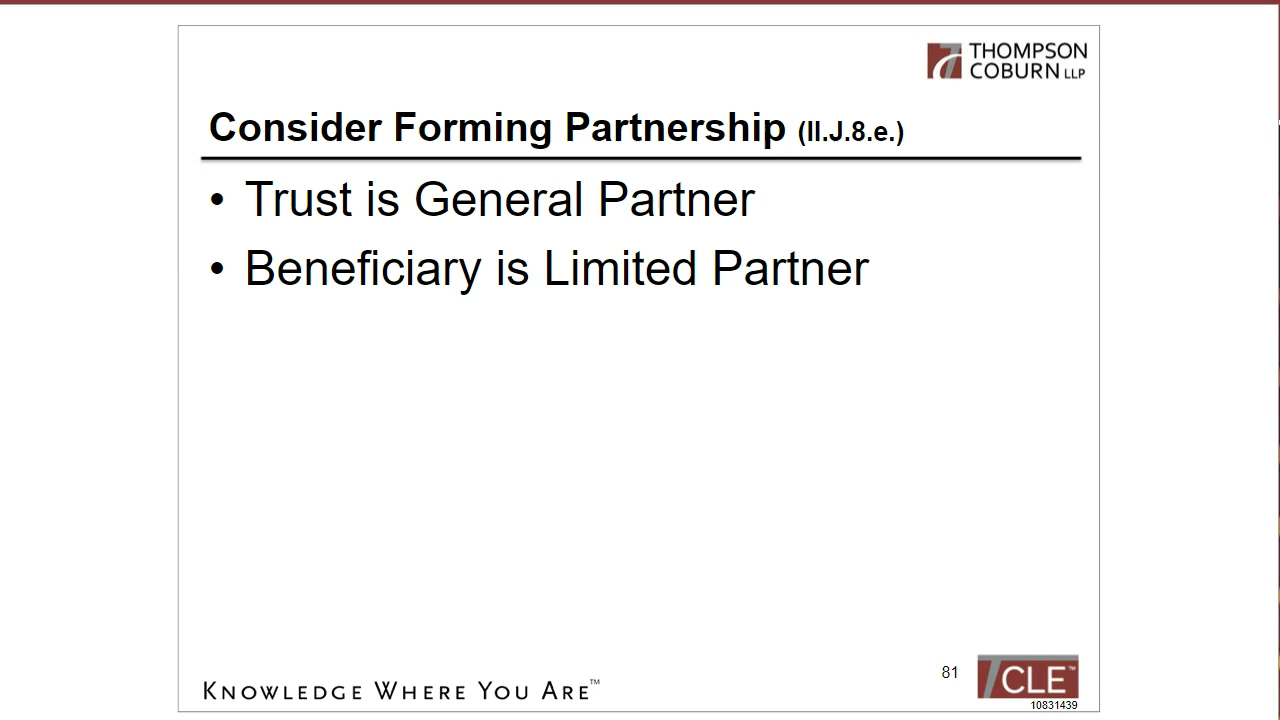 THOMPSON
COBURN LLP
Consider Forming Partnership (II.J.8.e.)
• Trust is General Partner
• Beneficiary is Limited Partner
KNOWLEDGE WHERE YOU ARE™
81
TCLE™
10831439